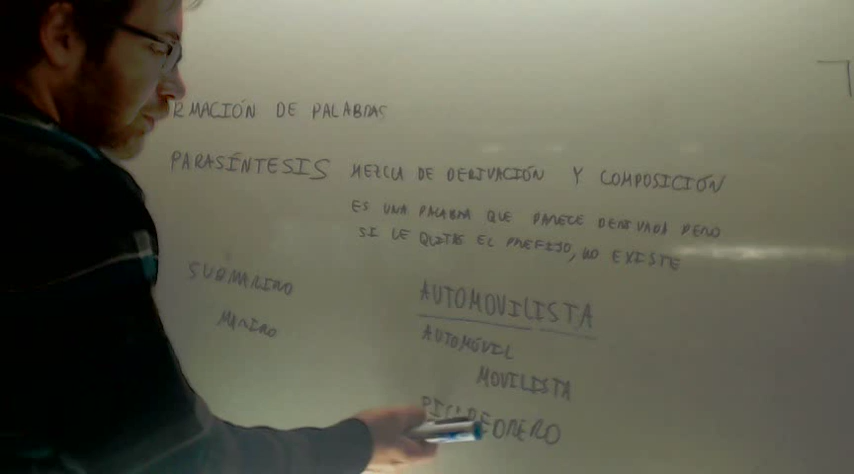 RMACIÓN DE PALABRAS
PARASÍNTESIS MEZCLA DE DERIVACIÓN Y COMPOSICIÓN
ES UNA PALABRA QUE PARECE DERIVADA PERO
SI LE QUITAS EL PREFIJO, NO EXISTE
SUBMARINO
MARINO
AUTOMOVILISTA
AUTOMÓVIL
MOVILISTA